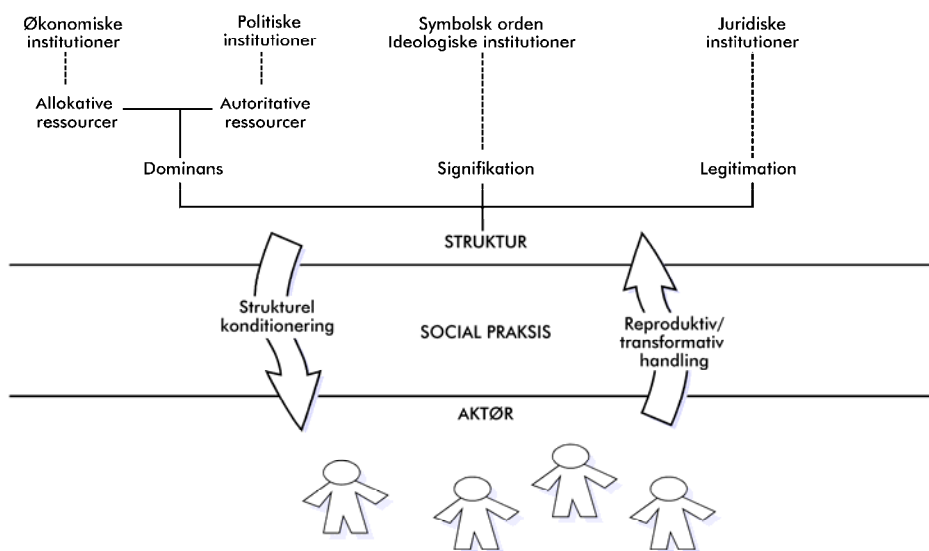 Økonomiske
institutioner
Politiske
institutioner
Symbolsk orden
Ideologiske institutioner
Juridiske
institutioner
Allokative
ressourcer
Autoritative
ressourcer
Dominans
Signifikation
Legitimation
STRUKTUR
Strukturel
konditionering
SOCIAL PRAKSIS
Reproduktiv/
transformativ
handling
AKTØR